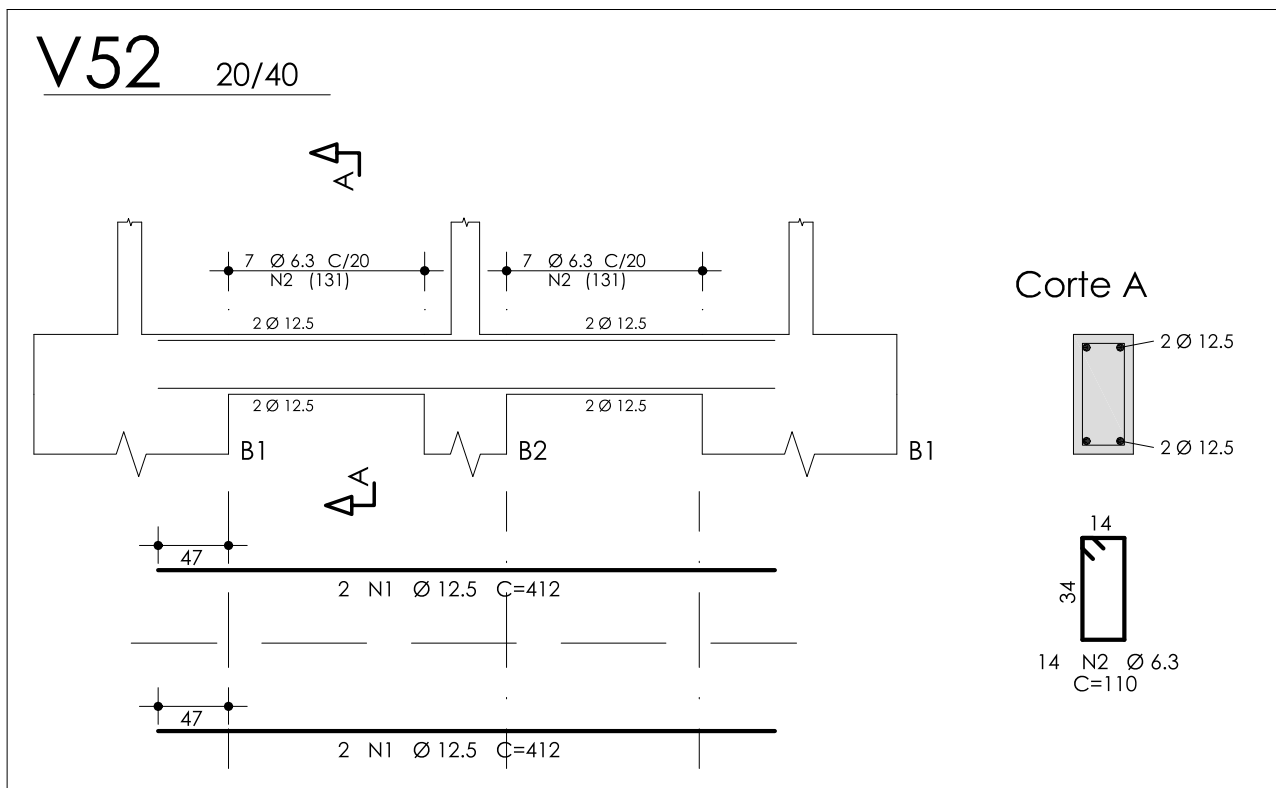 V52 20/40
A
7 Ø 6.3 C/20
N2 (131)
7 Ø 6.3 C/20
N2 (131)
2 Ø 12.5
2 Ø 12.5
2 Ø 12.5
2 Ø 12.5
B1
B2
B1
A
47
2 N1 Ø 12.5 C=412
47
2 N1 Ø 12.5 C=412
Corte A
2 Ø 12.5
2 Ø 12.5
14
34
14 N2 Ø 6.3
C=110